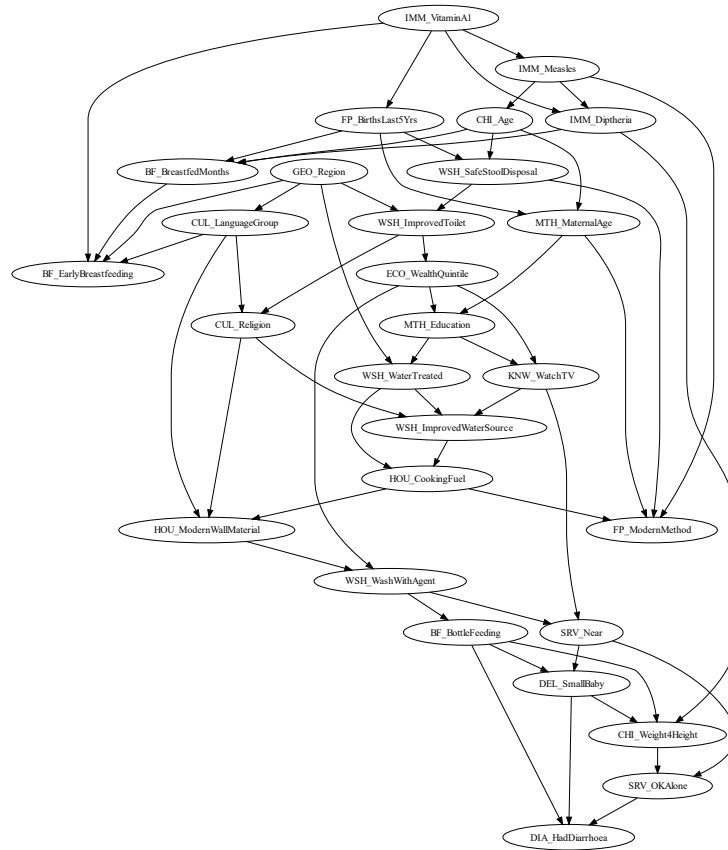 IMM_VitaminA1
IMM_Measles
FP_BirthsLast5Yrs
CHI_Age
IMM_Diptheria
BF_BreastfedMonths
GEO_Region
WSH_SafeStoolDisposal
CUL_LanguageGroup
WSH_ImprovedToilet
MTH_MaternalAge
BF_EarlyBreastfeeding
ECO_WealthQuintile
CUL_Religion
MTH_Education
WSH_WaterTreated
KNW_WatchTV
WSH_ImprovedWaterSource
HOU_CookingFuel
HOU_ModernWallMaterial
FP_ModernMethod
WSH_WashWithAgent
BF_BottleFeeding
SRV_Near
DEL_SmallBaby
CHI_Weight4Height
SRV_OKAlone
DIA_HadDiarrhoea